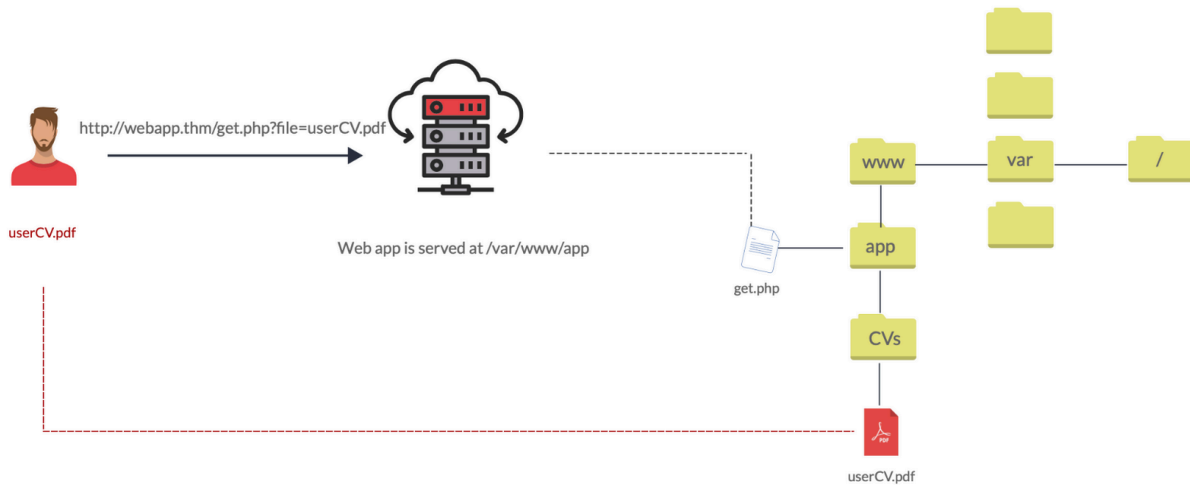 http://webapp.thm/get.php?file=userCV.pdf
userCV.pdf
Web app is served at /var/www/app
www
var
/
app
get.php
CVs
PDF
userCV.pdf